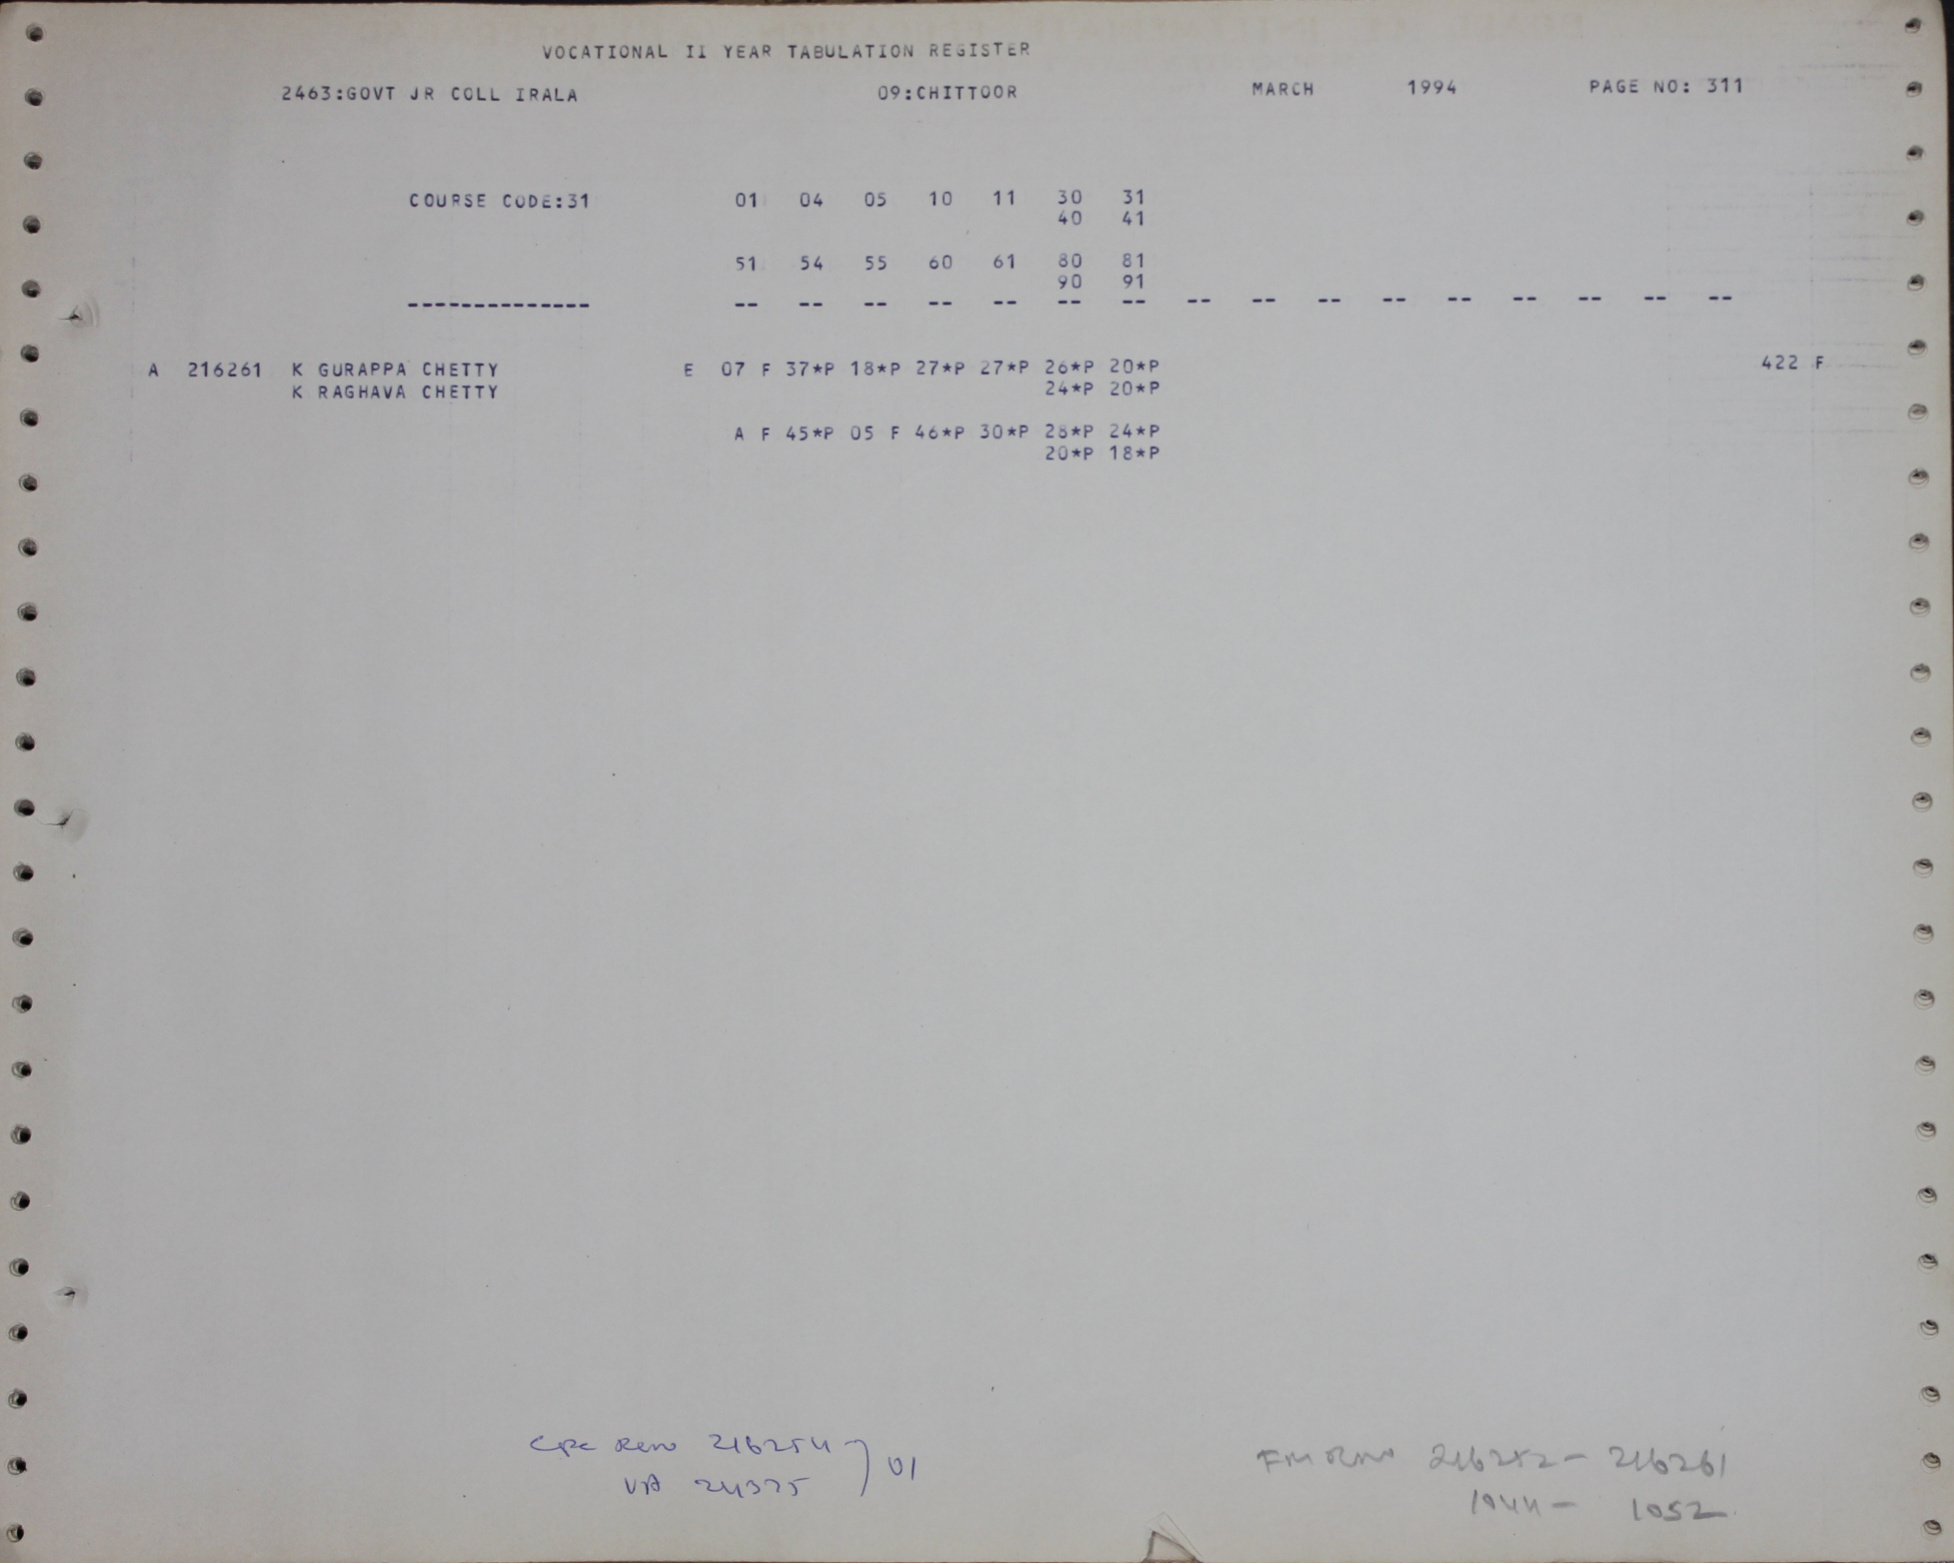 VOCATIONAL II YEAR TABULATION REGISTER
2463:GOVT JR COLL IRALA 09:CHITTOOR MARCH 1994 PAGE NO: 311
COURSE CODE:31 01 04 05 10 11 30 31
40 41
51 54 55 60 61 80 81
90 91
-------------- -- -- -- -- -- -- -- -- -- -- -- -- -- -- -- --
A 216261 K GURAPPA CHETTY E 07 F 37*P 18*P 27*P 27*P 26*P 20*P 422 F
K RAGHAVA CHETTY 24*P 20*P
A F 45*P 05 F 46*P 30*P 28*P 24*P
20*P 18*P
216254 } 01
VA 24375
216252 - 216261
1044 - 1052